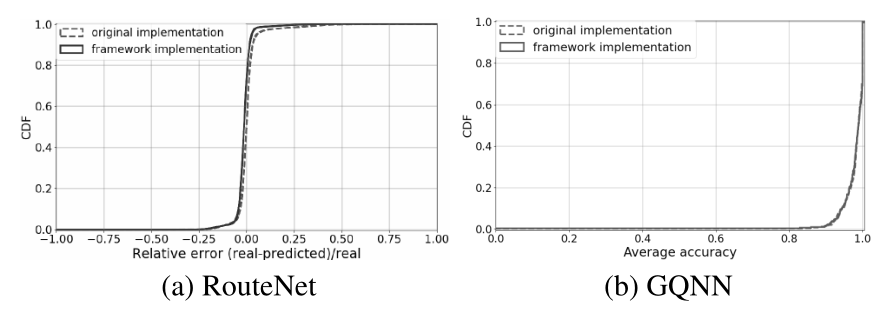 original implementation
framework implementation
CDF
1.0
0.8
0.6
0.4
0.2
0.0
−1.00 −0.75 −0.50 −0.25 0.00 0.25 0.50 0.75 1.00
Relative error (real-predicted)/real
(a) RouteNet
original implementation
framework implementation
CDF
1.0
0.8
0.6
0.4
0.2
0.0
0.0 0.2 0.4 0.6 0.8 1.0
Average accuracy
(b) GQNN